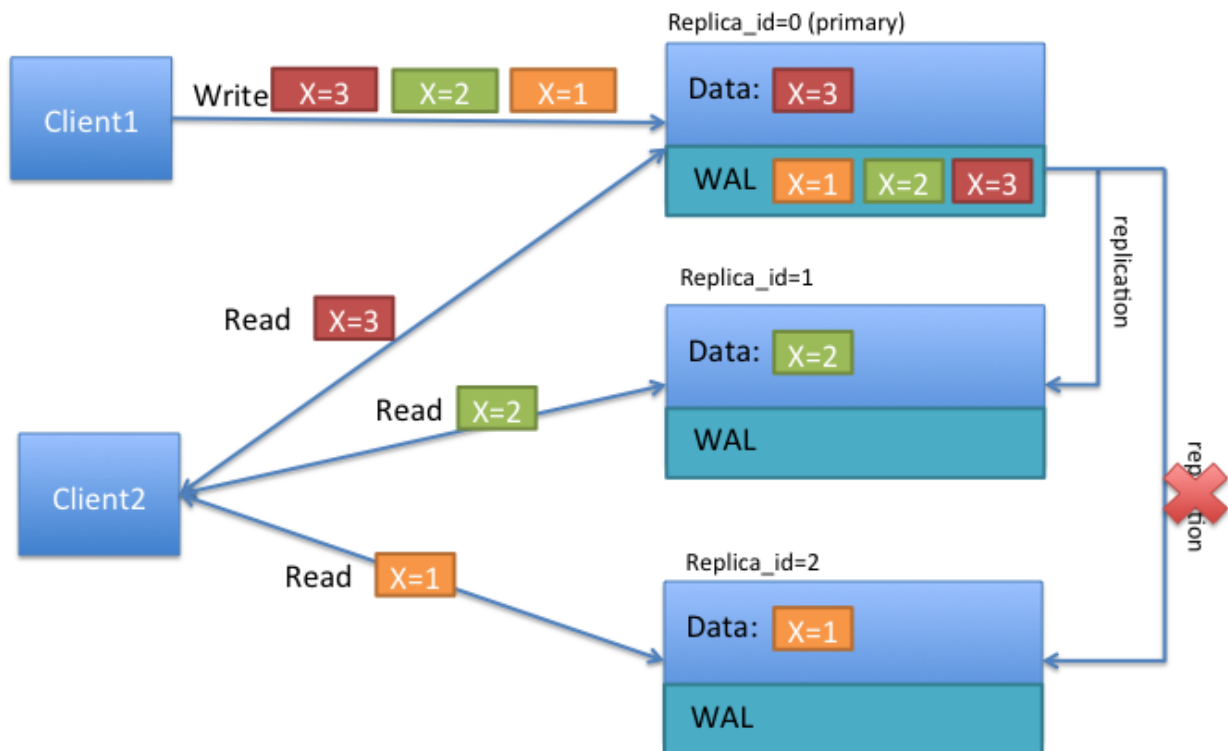 Replica_id=0 (primary)
Client1
Write X=3 X=2 X=1
Data: X=3
WAL X=1 X=2 X=3
replication
Replica_id=1
Read X=3
Data: X=2
Read X=2
WAL
Client2
Replica_id=2
Read X=1
Data: X=1
WAL